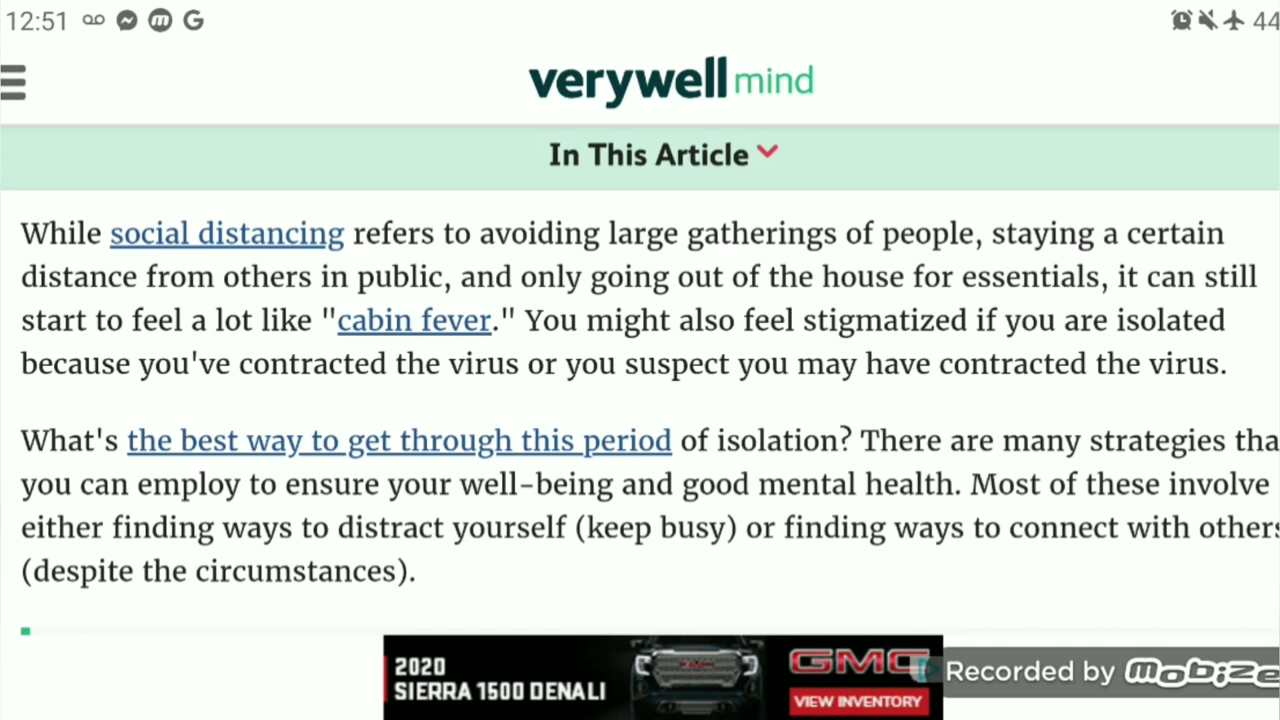 12:51
44
verywell mind
In This Article
While social distancing refers to avoiding large gatherings of people, staying a certain
distance from others in public, and only going out of the house for essentials, it can still
start to feel a lot like "cabin fever." You might also feel stigmatized if you are isolated
because you've contracted the virus or you suspect you may have contracted the virus.
What's the best way to get through this period of isolation? There are many strategies tha
you can employ to ensure your well-being and good mental health. Most of these involve
either finding ways to distract yourself (keep busy) or finding ways to connect with others
(despite the circumstances).
2020
SIERRA 1500 DENALI
GMC
VIEW INVENTORY
Recorded by mobize